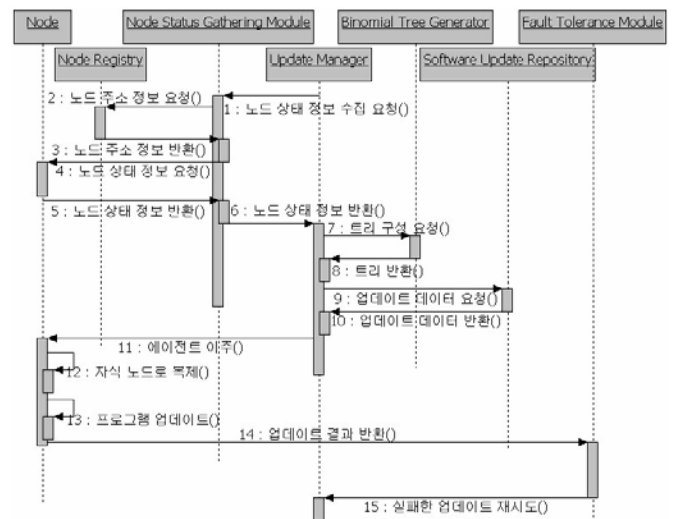 Node
Node Status Gathering Module
Binomial Tree Generator
Fault Tolerance Module
Node Registry
Update Manager
Software Update Repository
1 : 노드 상태 정보 수집 요청()
2 : 노드 주소 정보 요청()
3 : 노드 주소 정보 반환()
4 : 노드 상태 정보 요청()
5 : 노드 상태 정보 반환()
6 : 노드 상태 정보 반환()
7 : 트리 구성 요청()
8 : 트리 반환()
9 : 업데이트 데이터 요청()
10 : 업데이트 데이터 반환()
11 : 에이전트 이주()
12 : 자식 노드로 복제()
13 : 프로그램 업데이트()
14 : 업데이트 결과 반환()
15 : 실패한 업데이트 재시도()